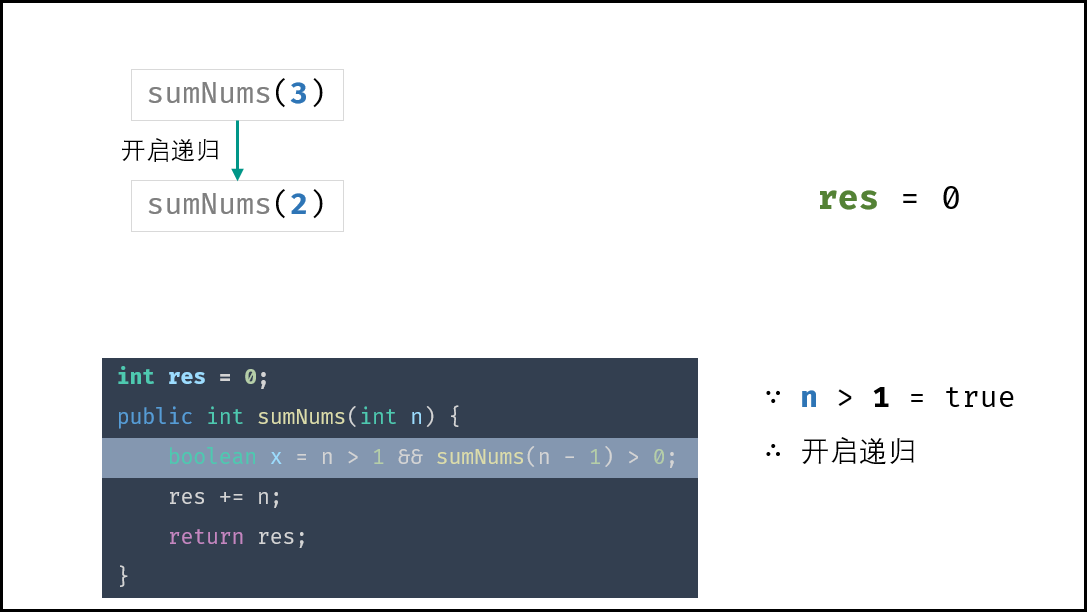 sumNums(3)
开启递归
sumNums(2)
res = 0
int res = 0;
public int sumNums(int n) {
boolean x = n > 1 && sumNums(n - 1) > 0;
res += n;
return res;
}
∵ n > 1 = true
∴ 开启递归